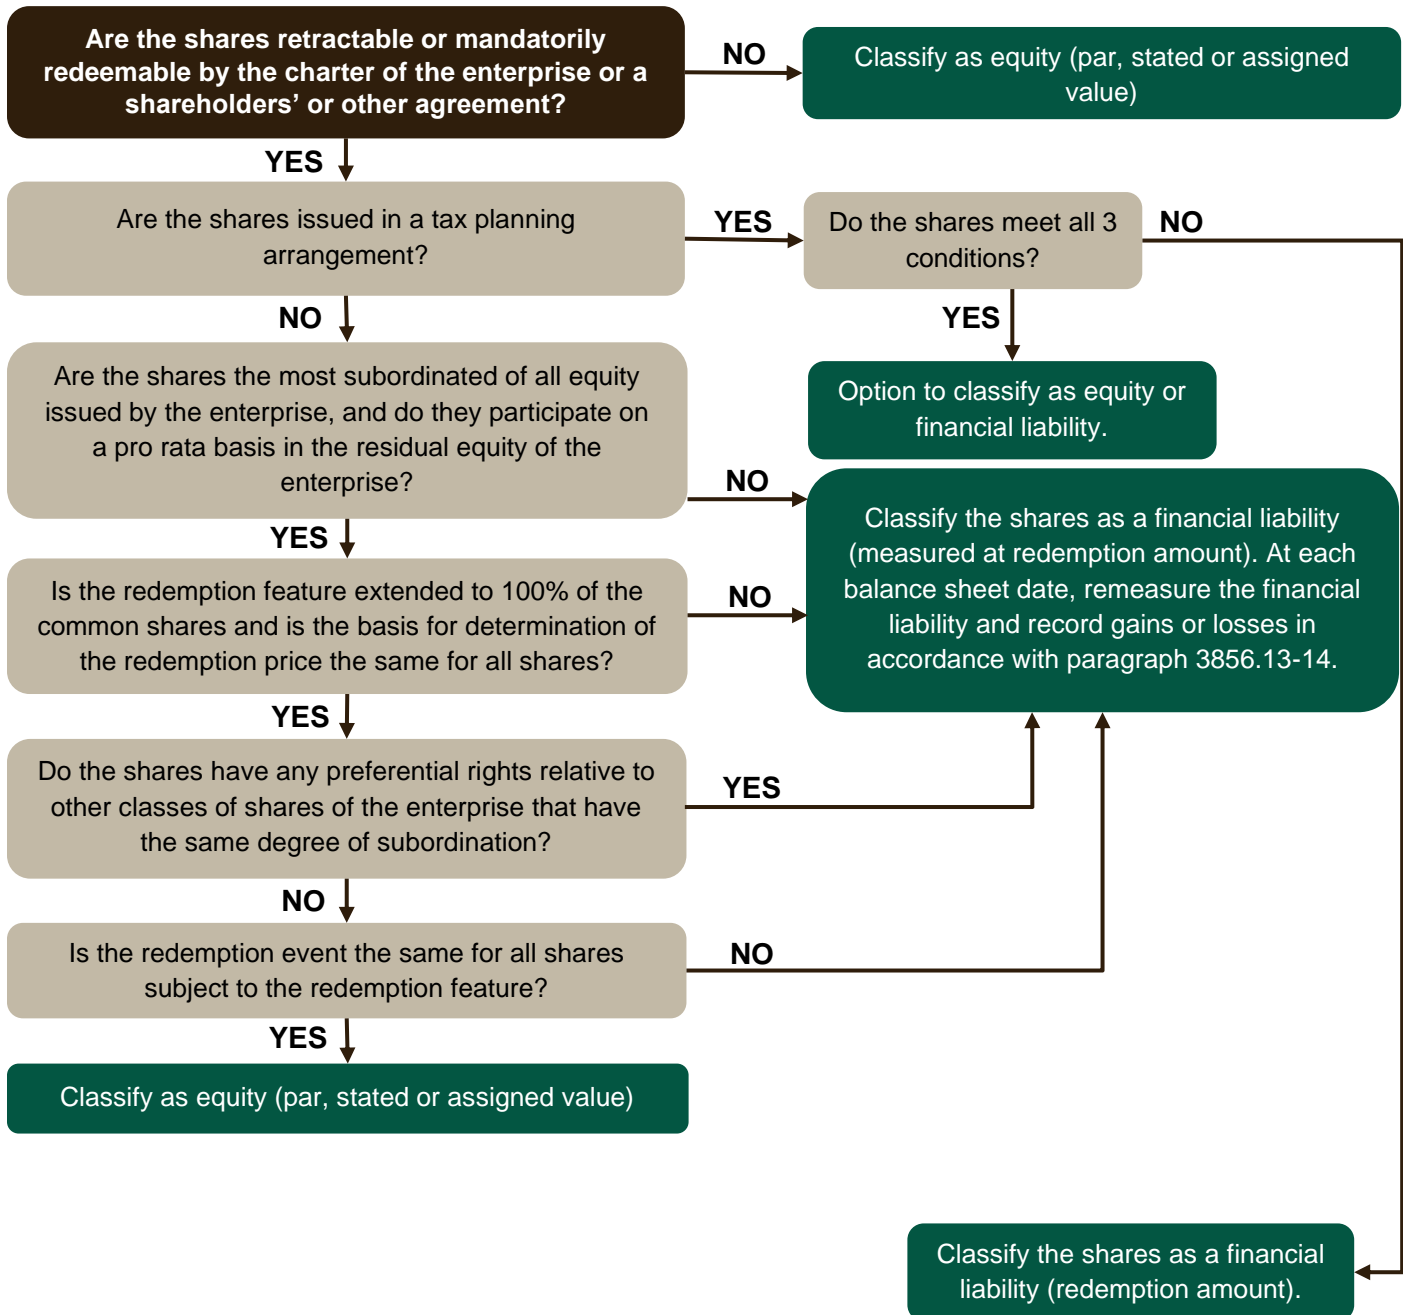 Are the shares retractable or mandatorily
redeemable by the charter of the enterprise or a
shareholders' or other agreement?
NO
Classify as equity (par, stated or assigned
value)
YES
Are the shares issued in a tax planning
arrangement?
YES
Do the shares meet all 3
conditions?
NO
NO
YES
Are the shares the most subordinated of all equity
issued by the enterprise, and do they participate on
a pro rata basis in the residual equity of the
enterprise?
Option to classify as equity or
financial liability.
NO
Classify the shares as a financial liability
(measured at redemption amount). At each
balance sheet date, remeasure the financial
liability and record gains or losses in
accordance with paragraph 3856.13-14.
YES
Is the redemption feature extended to 100% of the
common shares and is the basis for determination of
the redemption price the same for all shares?
NO
YES
Do the shares have any preferential rights relative to
other classes of shares of the enterprise that have
the same degree of subordination?
YES
NO
Is the redemption event the same for all shares
subject to the redemption feature?
NO
YES
Classify as equity (par, stated or assigned value)
Classify the shares as a financial
liability (redemption amount).